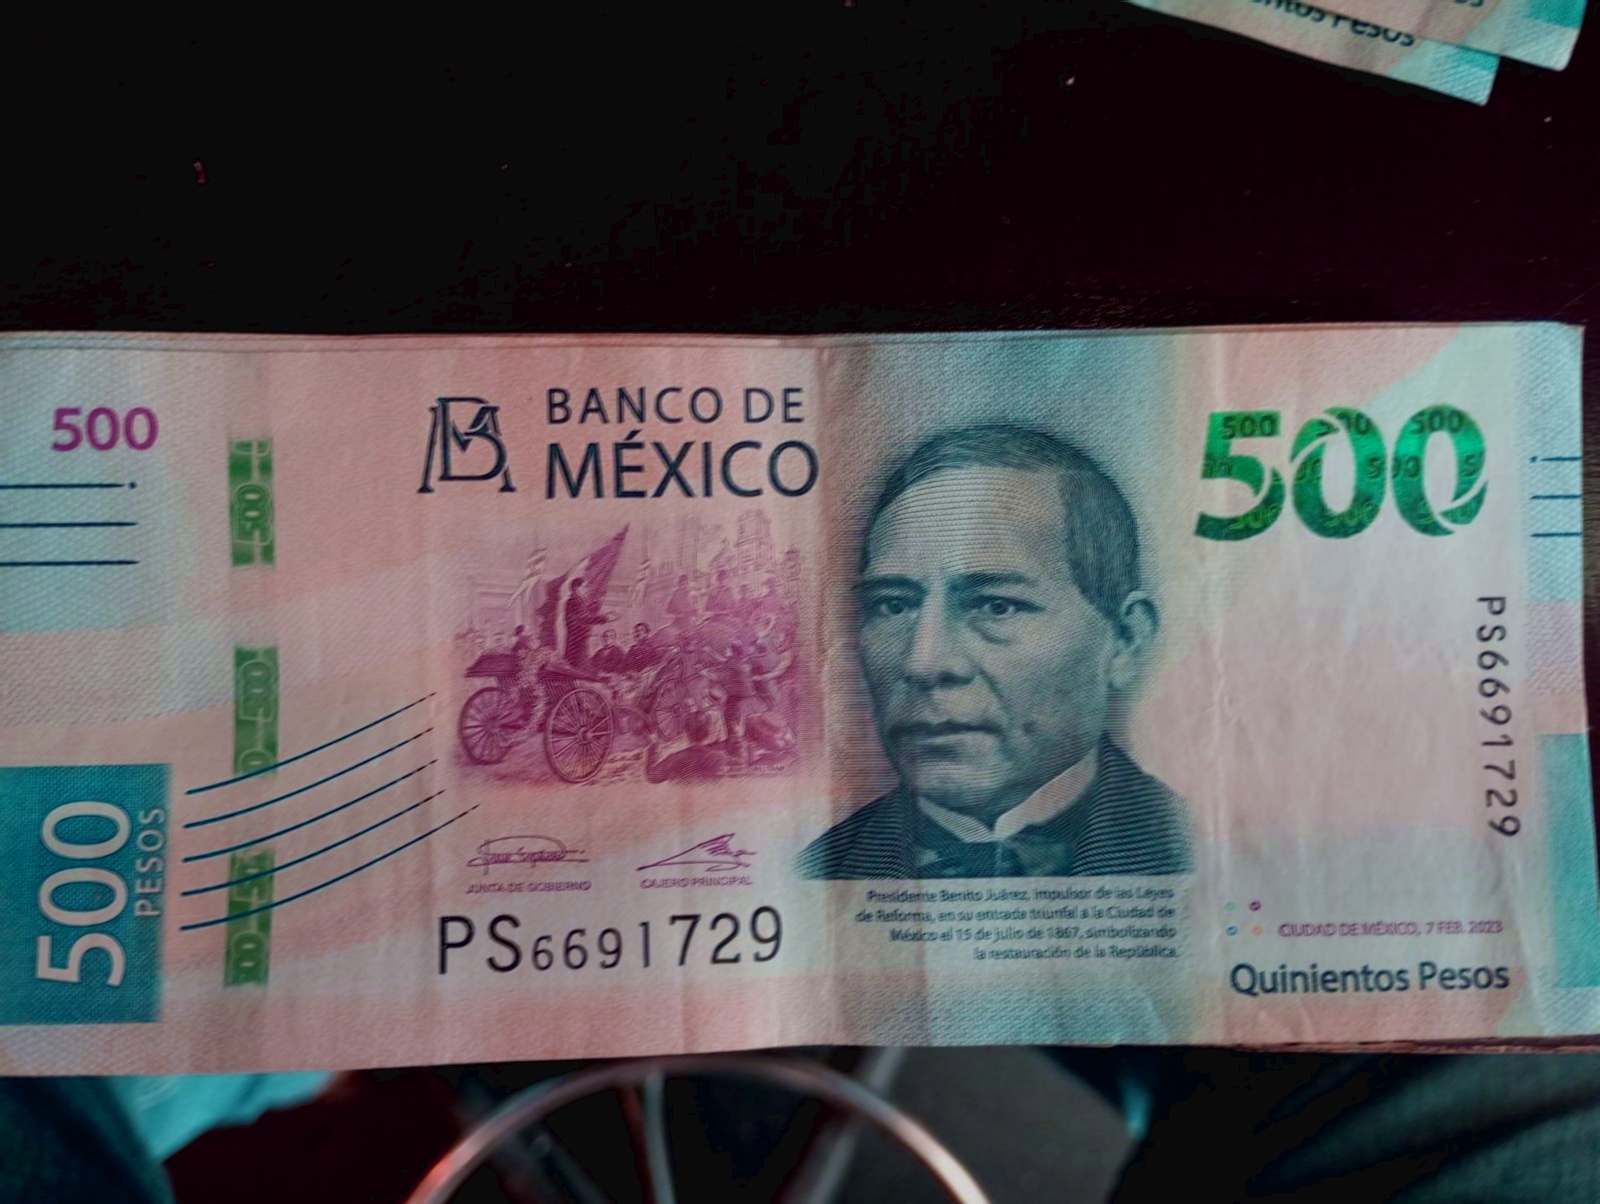 Pesos
500
BANCO DE
MÉXICO
500
500
PS6691729
500
PESOS
JUNTA DE GOBIERNO
CAJERO PRINCIPAL
PS6691729
Presidente Benito Juárez, impulsor de las Leyes
de Reforma, en su entrada triunfal a la Ciudad de
México el 15 de julio de 1867, simbolizando
la restauración de la República.
CIUDAD DE MÉXICO, 7 FEB. 2023
Quinientos Pesos